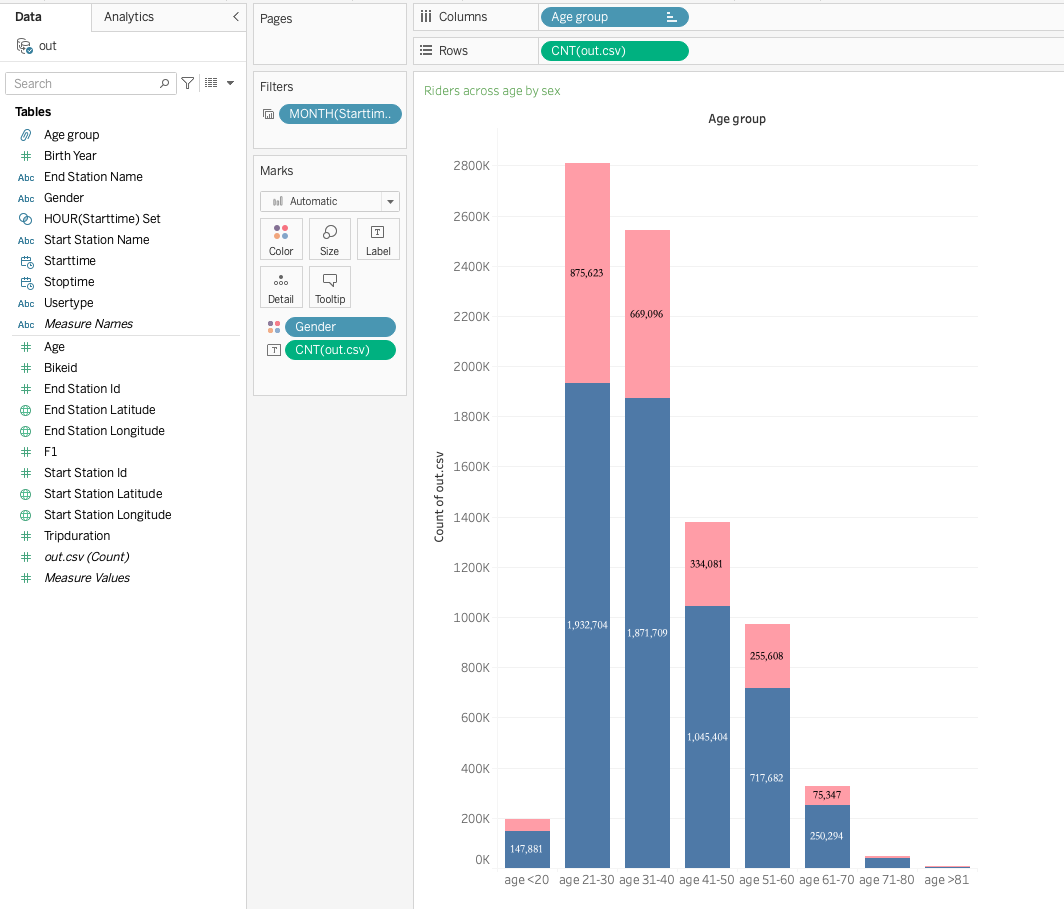 Data
Analytics
out
Search
Tables
Age group
Birth Year
Abc End Station Name
Abc Gender
HOUR(Starttime) Set
Abc Start Station Name
Starttime
Stoptime
Abc Usertype
Abc Measure Names
Age
Bikeid
End Station Id
End Station Latitude
End Station Longitude
F1
Start Station Id
Start Station Latitude
Start Station Longitude
Tripduration
out.csv (Count)
Measure Values
Pages
Filters
MONTH(Starttim..
Marks
Automatic
Color
Size
T
Label
Detail
Tooltip
Gender
T CNT(out.csv)
Columns
Age group
Rows
CNT(out.csv)
Riders across age by sex
Age group
Count of out.csv
2800K
2600K
2400K
2200K
2000K
1800K
1600K
1400K
1200K
1000K
800K
600K
400K
200K
0K
147,881
875,623
1,932,704
669,096
1,871,709
334,081
1,045,404
255,608
717,682
75,347
250,294
age <20 age 21-30 age 31-40 age 41-50 age 51-60 age 61-70 age 71-80 age >81